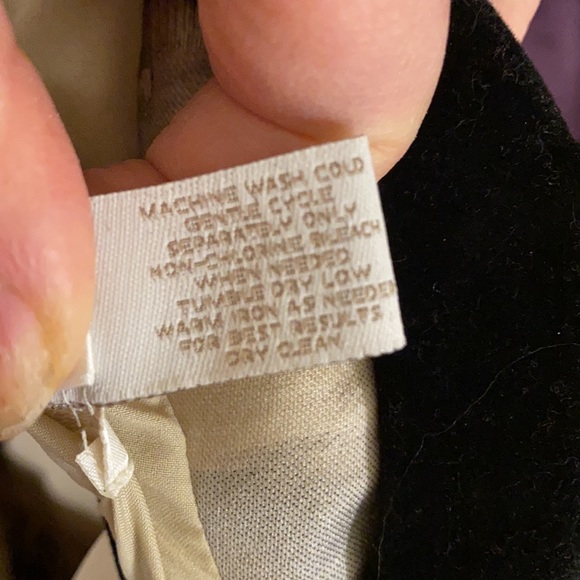 MACHINE WASH COLD
GENTLE CYCLE
SEPARATELY ONLY
NON-CHLORINE BLEACH
WHEN NEEDED
TUMBLE DRY LOW
WARM IRON AS NEEDED
FOR BEST RESULTS
DRY CLEAN